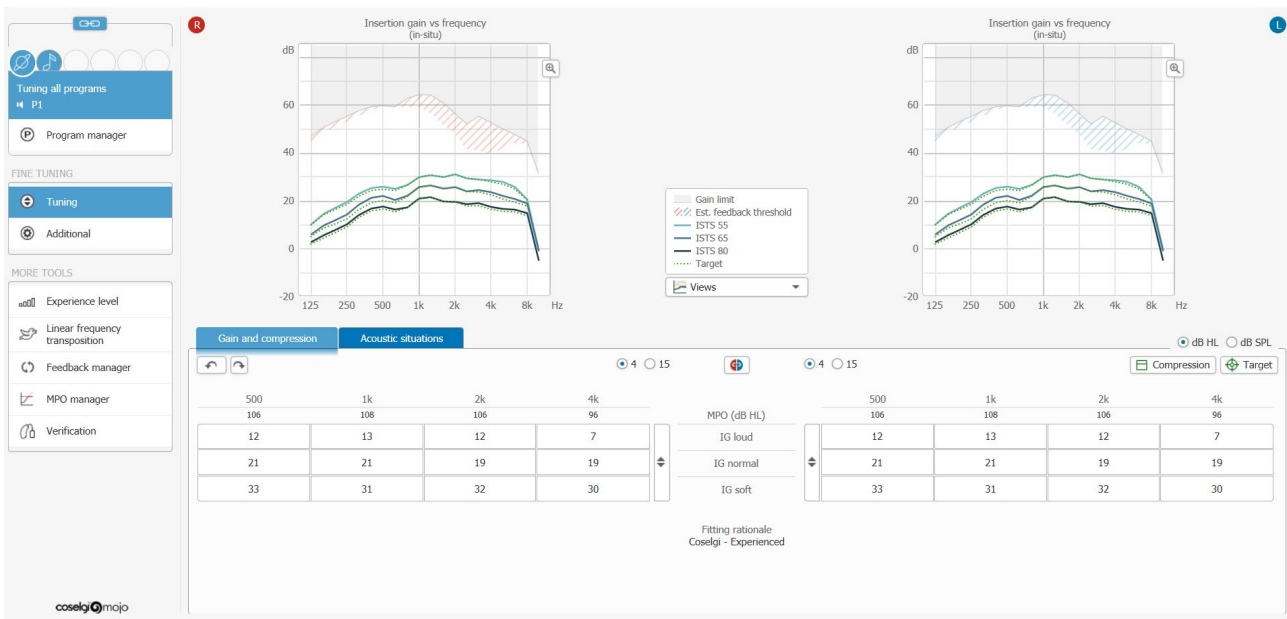 R
Insertion gain vs frequency
(in-situ)
Insertion gain vs frequency
(in-situ)
L
Tuning all programs
P1
P
Program manager
FINE TUNING
Tuning
Additional
MORE TOOLS
Experience level
Linear frequency
transposition
Feedback manager
MPO manager
Verification
coselgi mojo
dB
60
40
20
0
-20
125 250 500 1k 2k 4k 8k Hz
Gain limit
Est. feedback threshold
ESTS 55
ISTS 65
ISTS 80
Target
Views
dB
60
40
20
0
-20
125 250 500 1k 2k 4k 8k Hz
Gain and compression
Acoustic situations
dB HL dB SPL
4 15
4 15
Compression
Target
500 1k 2k 4k 500 1k 2k 4k
106 108 106 96 MPO (dB HL) 106 108 106 96
12 13 12 7 IG loud 12 13 12 7
21 21 19 19 IG normal 21 21 19 19
33 31 32 30 IG soft 33 31 32 30
Fitting rationale
Coselgi - Experienced